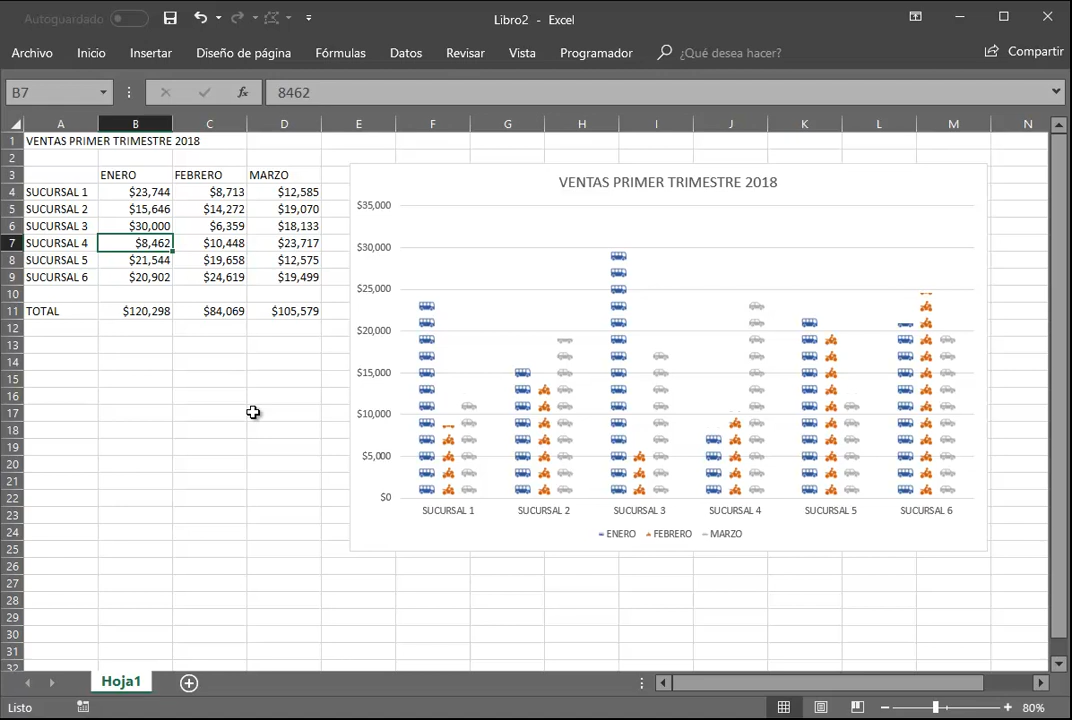 Autoguardado
Libro2 - Excel
Archivo Inicio Insertar Diseño de página Fórmulas Datos Revisar Vista Programador ¿Qué desea hacer? Compartir
B7 fx 8462
A B C D E F G H I J K L M N
1 VENTAS PRIMER TRIMESTRE 2018
2
3 ENERO FEBRERO MARZO
4 SUCURSAL 1 $23,744 $8,713 $12,585
5 SUCURSAL 2 $15,646 $14,272 $19,070
6 SUCURSAL 3 $30,000 $6,359 $18,133
7 SUCURSAL 4 $8,462 $10,448 $23,717
8 SUCURSAL 5 $21,544 $19,658 $12,575
9 SUCURSAL 6 $20,902 $24,619 $19,499
10
11 TOTAL $120,298 $84,069 $105,579
12
13
14
15
16
17
18
19
20
21
22
23
24
25
26
27
28
29
30
31
32
VENTAS PRIMER TRIMESTRE 2018
$35,000
$30,000
$25,000
$20,000
$15,000
$10,000
$5,000
$0
SUCURSAL 1 SUCURSAL 2 SUCURSAL 3 SUCURSAL 4 SUCURSAL 5 SUCURSAL 6
ENERO FEBRERO MARZO
Hoja1
Listo 80%